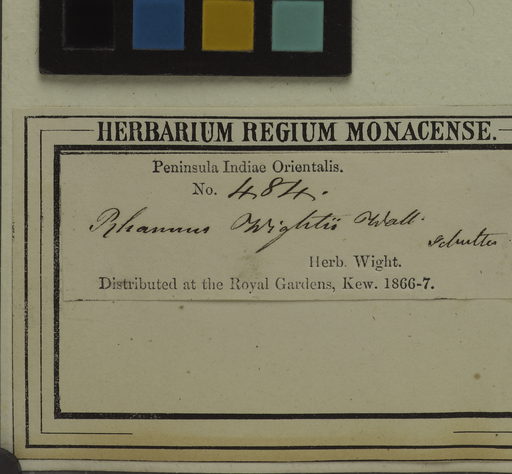 HERBARIUM REGIUM MONACENSE.
Peninsula Indiae Orientalis.
No. 484.
Rhamnus Wightii Wall.
Herb. Wight.
Distributed at the Royal Gardens, Kew. 1866-7.